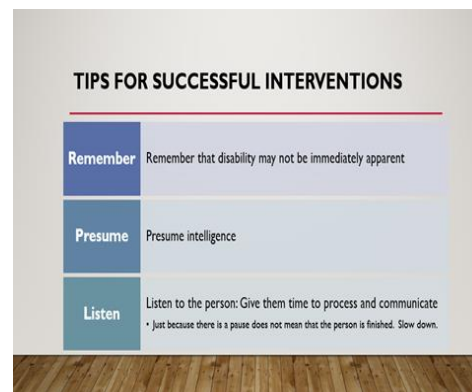 TIPS FOR SUCCESSFUL INTERVENTIONS
Remember
Remember that disability may not be immediately apparent
Presume
Presume intelligence
Listen
Listen to the person: Give them time to process and communicate
• Just because there is a pause does not mean that the person is finished. Slow down.